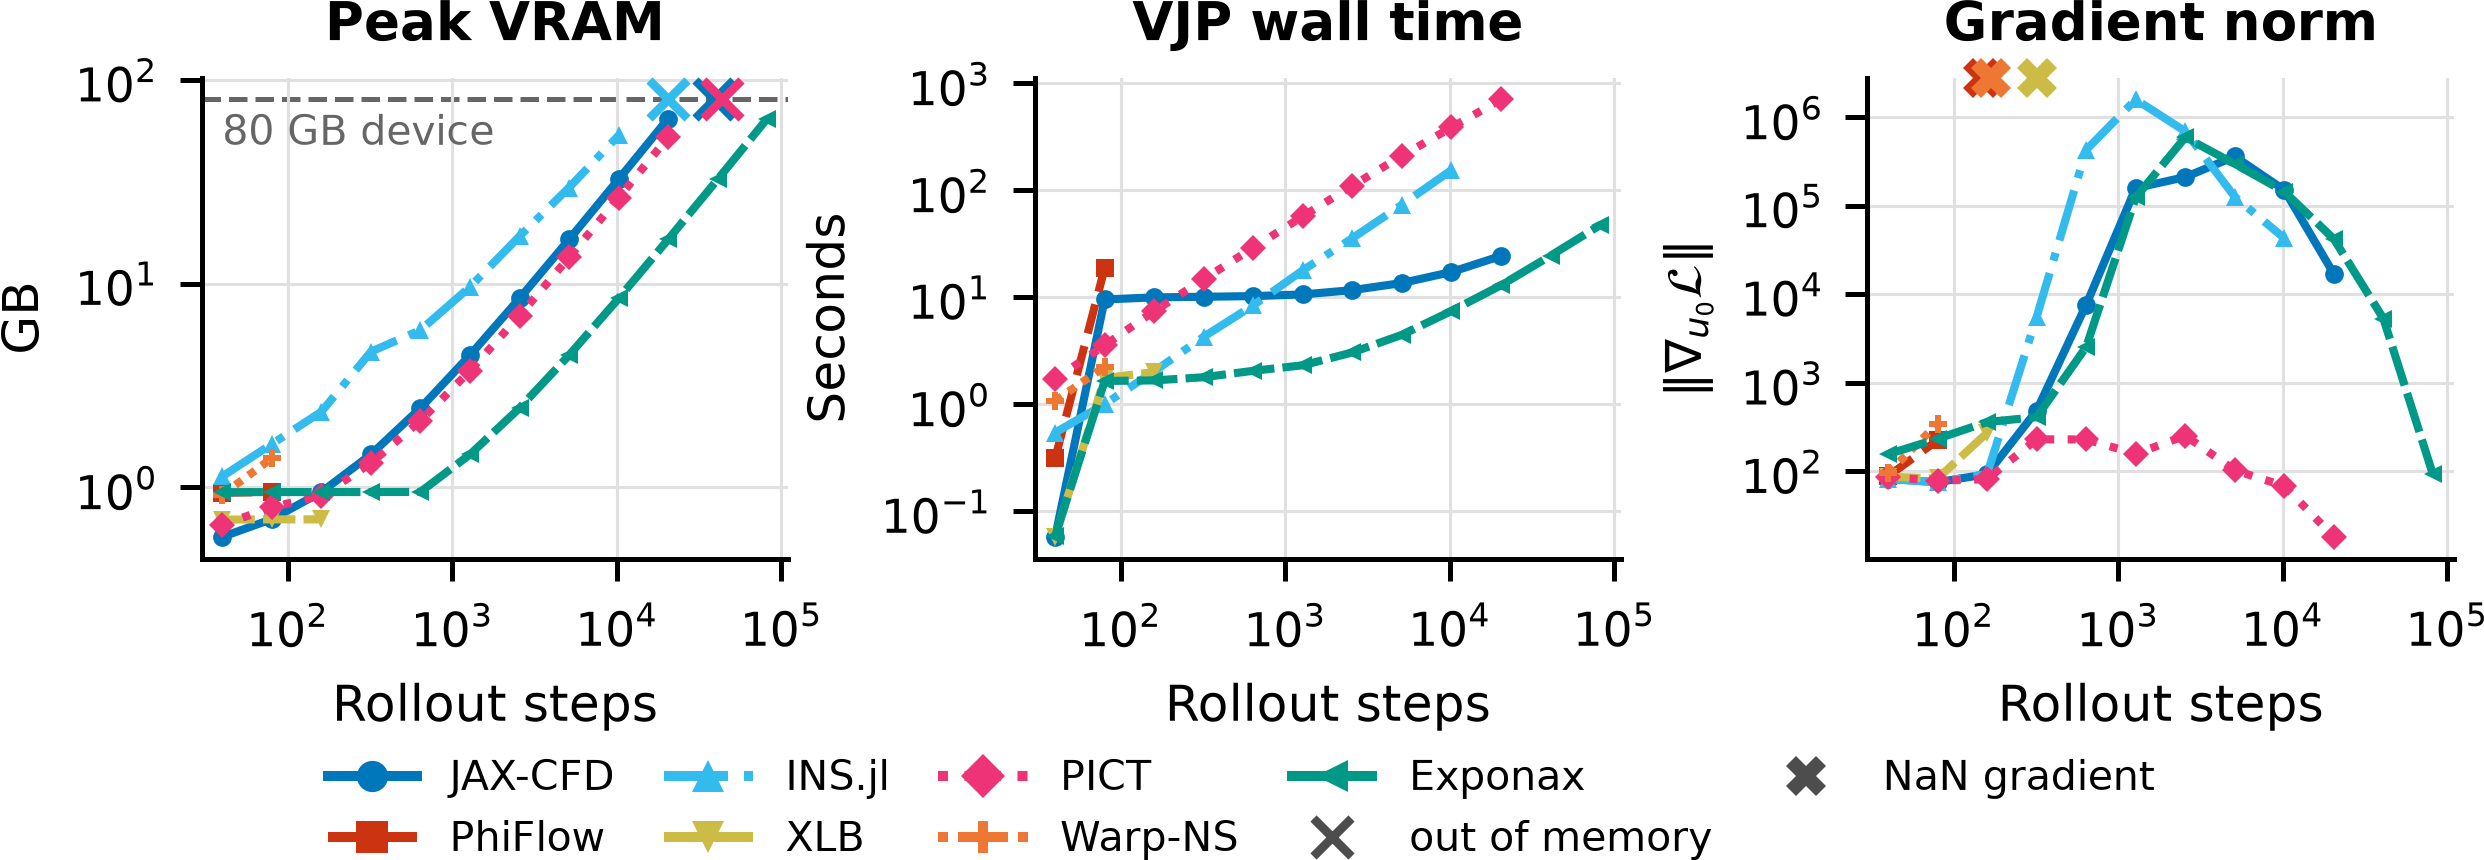 Peak VRAM
GB
10²
10¹
10⁰
80 GB device
10² 10³ 10⁴ 10⁵
Rollout steps
VJP wall time
Seconds
10³
10²
10¹
10⁰
10⁻¹
10² 10³ 10⁴ 10⁵
Rollout steps
Gradient norm
‖∇u₀ℒ‖
10⁶
10⁵
10⁴
10³
10²
10² 10³ 10⁴ 10⁵
Rollout steps
JAX-CFD INS.jl PICT Exponax NaN gradient
PhiFlow XLB Warp-NS out of memory